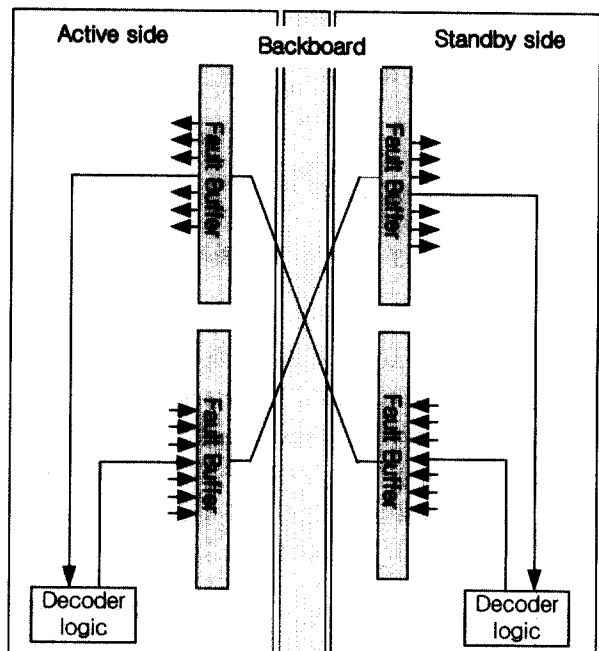 Active side
Backboard
Standby side
Fault Buffer
Fault Buffer
Fault Buffer
Fault Buffer
Decoder
logic
Decoder
logic